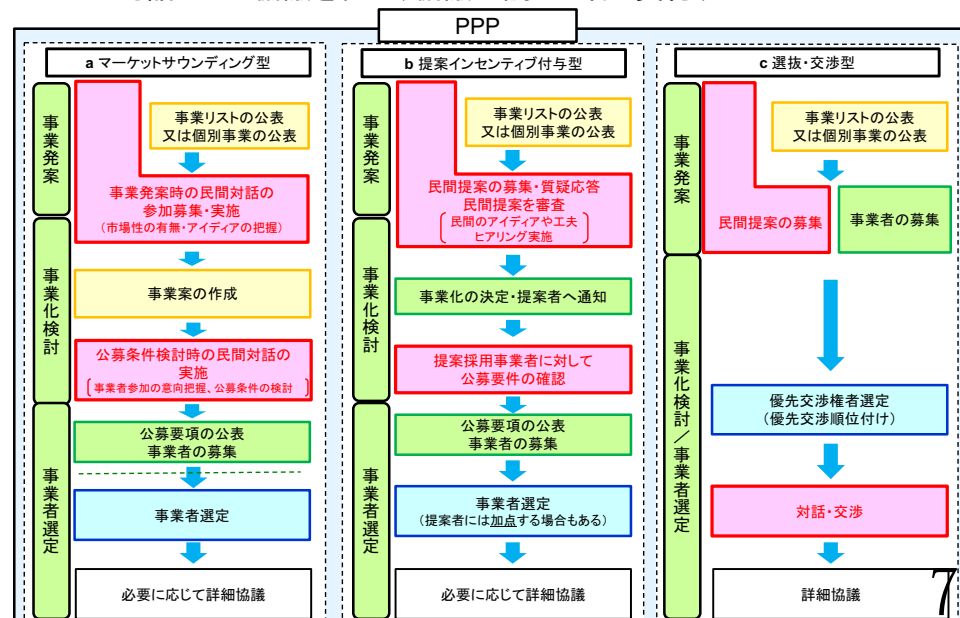 PPP
a マーケットサウンディング型
事業発案
事業リストの公表
又は個別事業の公表
事業発案時の民間対話の
参加募集・実施
(市場性の有無・アイディアの把握)
事業化検討
事業案の作成
公募条件検討時の民間対話の
実施
事業者参加の意向把握、公募条件の検討
事業者選定
公募要項の公表
事業者の募集
事業者選定
必要に応じて詳細協議
b 提案インセンティブ付与型
事業発案
事業リストの公表
又は個別事業の公表
民間提案の募集・質疑応答
民間提案を審査
民間のアイディアや工夫
ヒアリング実施
事業化検討
事業化の決定・提案者へ通知
提案採用事業者に対して
公募要件の確認
事業者選定
公募要項の公表
事業者の募集
事業者選定
(提案者には加点する場合もある)
必要に応じて詳細協議
c 選抜・交渉型
事業発案
事業リストの公表
又は個別事業の公表
民間提案の募集
事業者の募集
事業化検討/事業者選定
優先交渉権者選定
(優先交渉順位付け)
対話・交渉
詳細協議
7